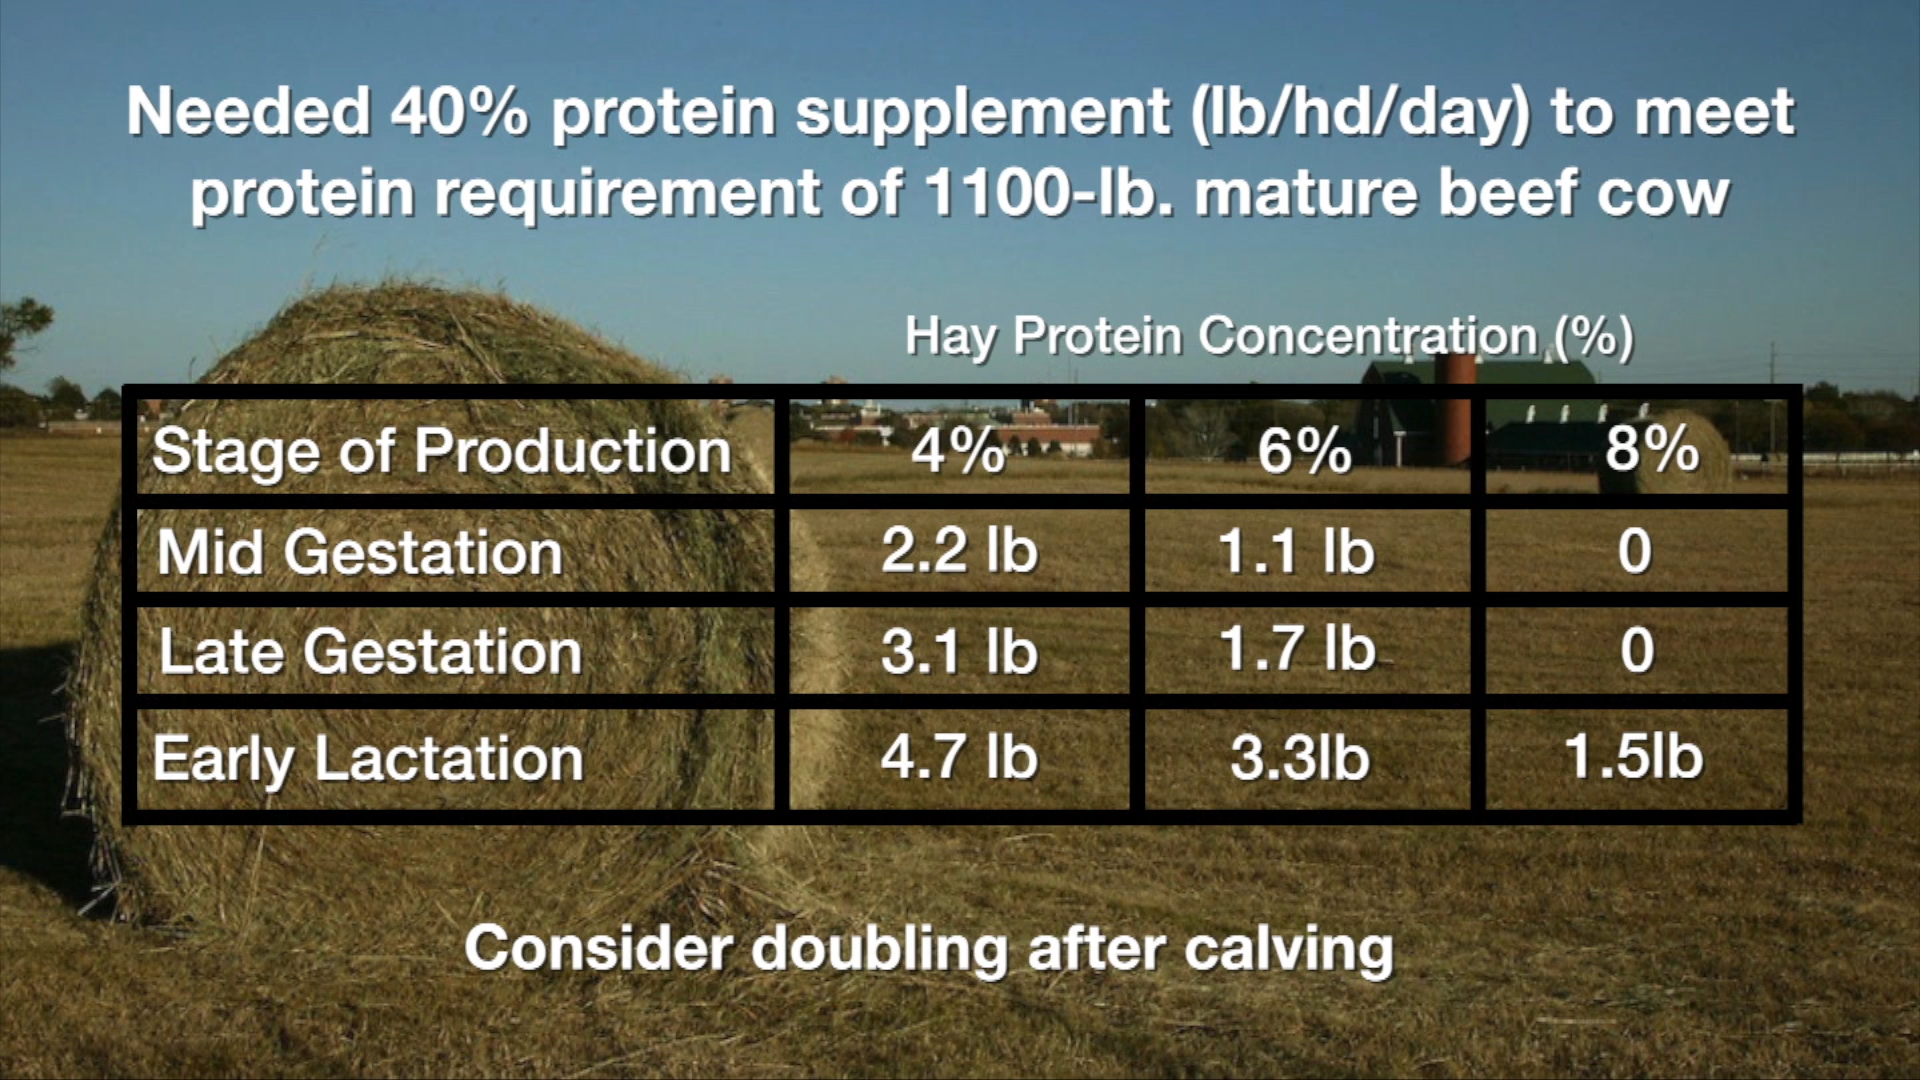 Needed 40% protein supplement (lb/hd/day) to meet
protein requirement of 1100-lb. mature beef cow
Hay Protein Concentration (%)
Stage of Production 4% 6% 8%
Mid Gestation 2.2 lb 1.1 lb 0
Late Gestation 3.1 lb 1.7 lb 0
Early Lactation 4.7 lb 3.3lb 1.5lb
Consider doubling after calving